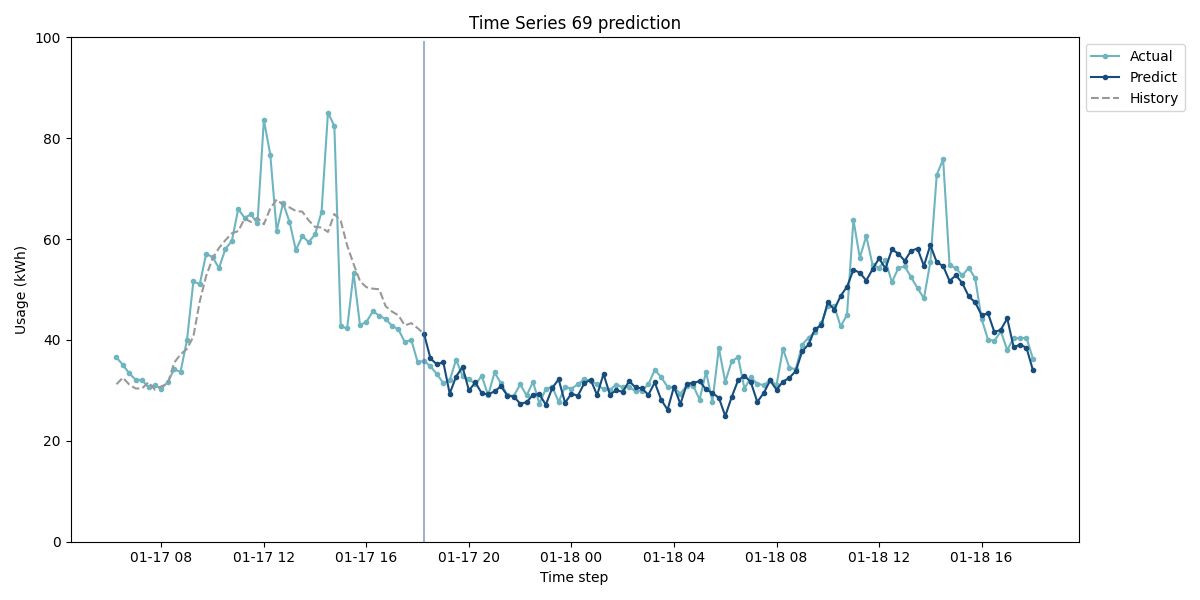 Time Series 69 prediction
100
80
60
40
20
0
Usage (kWh)
01-17 08
01-17 12
01-17 16
01-17 20
01-18 00
01-18 04
01-18 08
01-18 12
01-18 16
Time step
Actual
Predict
History